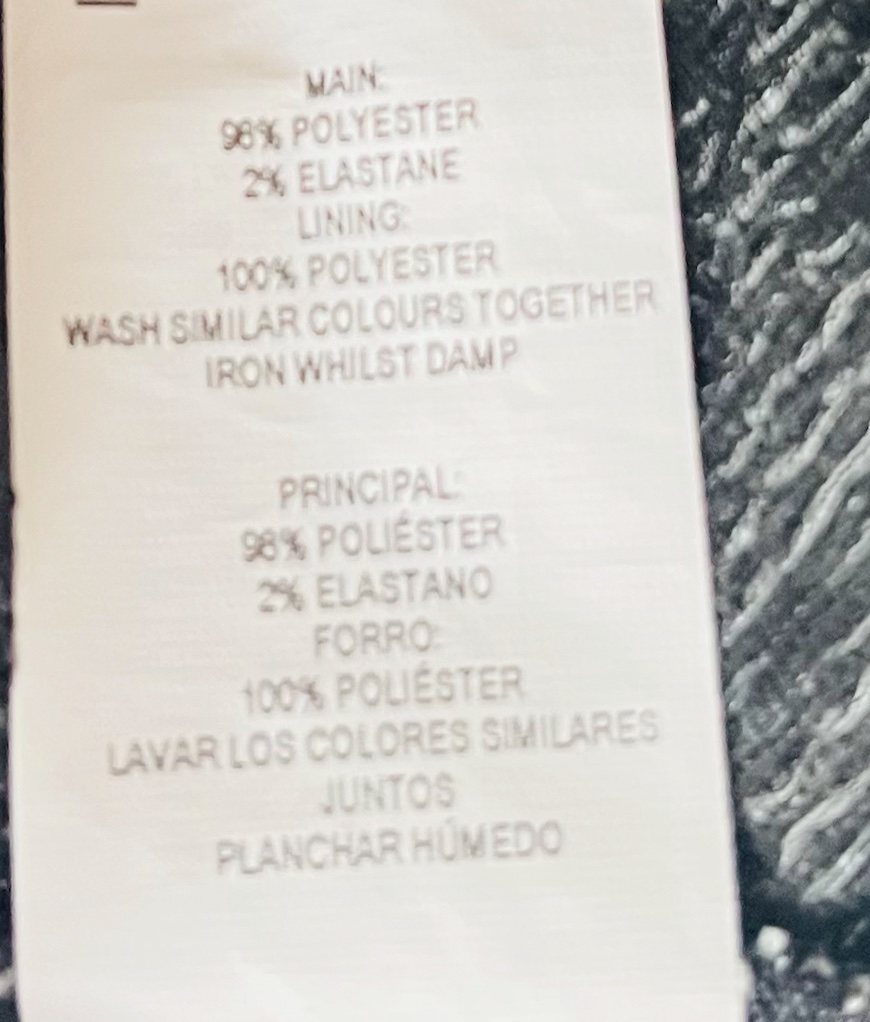 MAIN:
98% POLYESTER
2% ELASTANE
LINING:
100% POLYESTER
WASH SIMILAR COLOURS TOGETHER
IRON WHILST DAMP
PRINCIPAL:
98% POLIÉSTER
2% ELASTANO
FORRO:
100% POLIÉSTER
LAVAR LOS COLORES SIMILARES
JUNTOS
PLANCHAR HÚMEDO